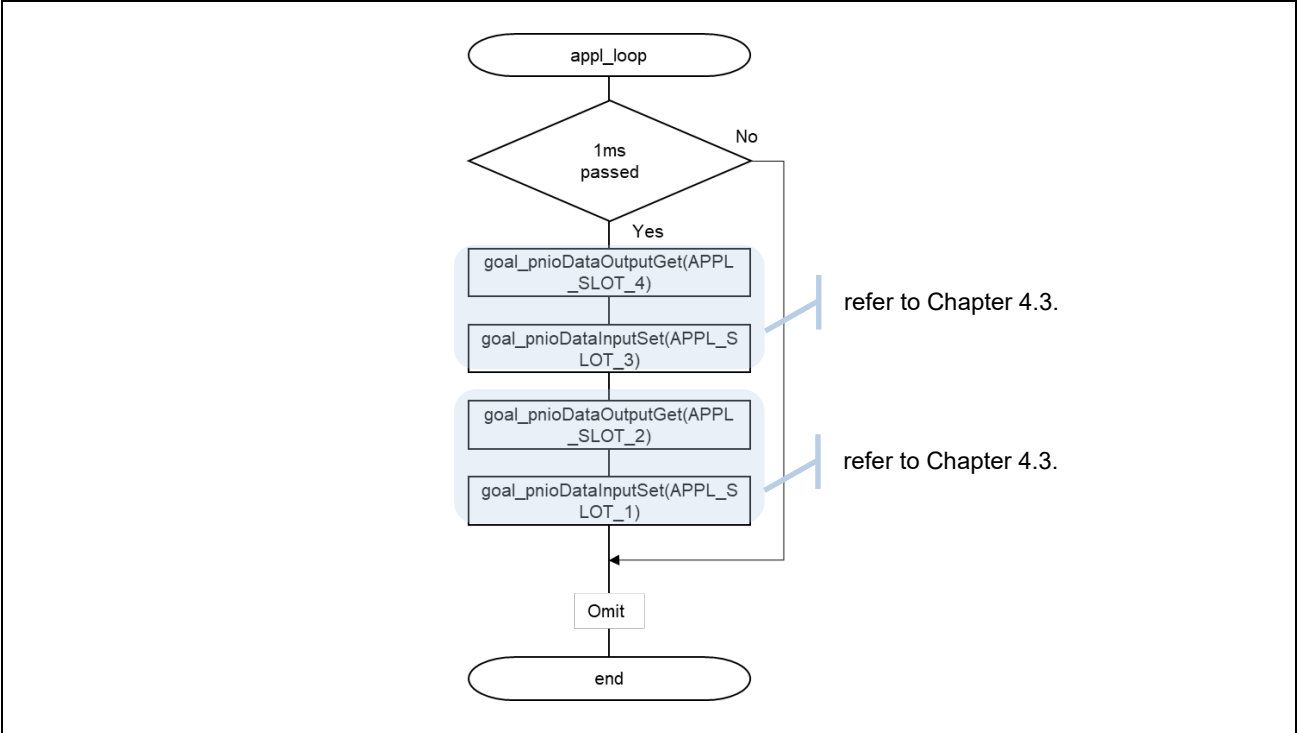 appl_loop
No
1ms
passed
Yes
goal_pnioDataOutputGet(APPL
_SLOT_4)
refer to Chapter 4.3.
goal_pnioDataInputSet(APPL_S
LOT_3)
goal_pnioDataOutputGet(APPL
_SLOT_2)
refer to Chapter 4.3.
goal_pnioDataInputSet(APPL_S
LOT_1)
Omit
end